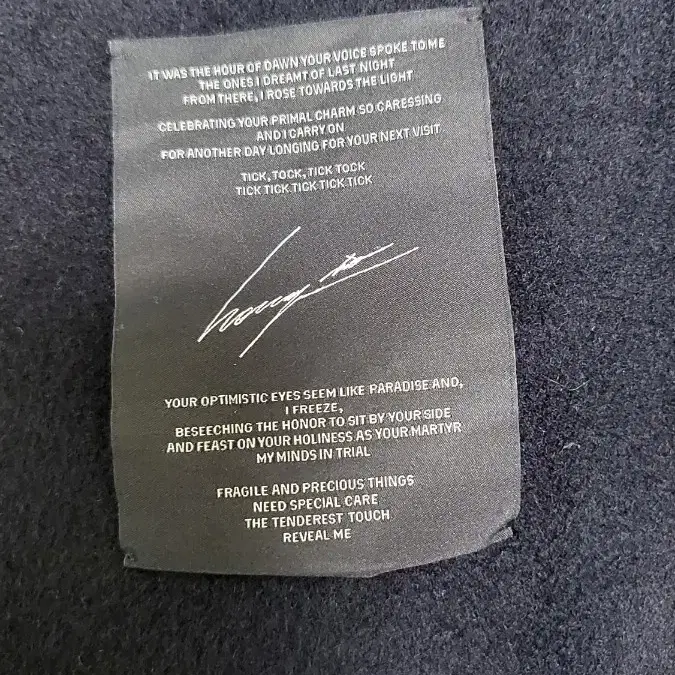 IT WAS THE HOUR OF DAWN YOUR VOICE SPOKE TO ME
THE ONES I DREAMT OF LAST NIGHT
FROM THERE, I ROSE TOWARDS THE LIGHT
CELEBRATING YOUR PRIMAL CHARM SO CARESSING
AND I CARRY ON
FOR ANOTHER DAY LONGING FOR YOUR NEXT VISIT
TICK, TOCK, TICK TOCK
TICK TICK TICK TICK TICK
YOUR OPTIMISTIC EYES SEEM LIKE PARADISE AND,
I FREEZE,
BESEECHING THE HONOR TO SIT BY YOUR SIDE
AND FEAST ON YOUR HOLINESS AS YOUR MARTYR
MY MINDS IN TRIAL
FRAGILE AND PRECIOUS THINGS
NEED SPECIAL CARE
THE TENDEREST TOUCH
REVEAL ME